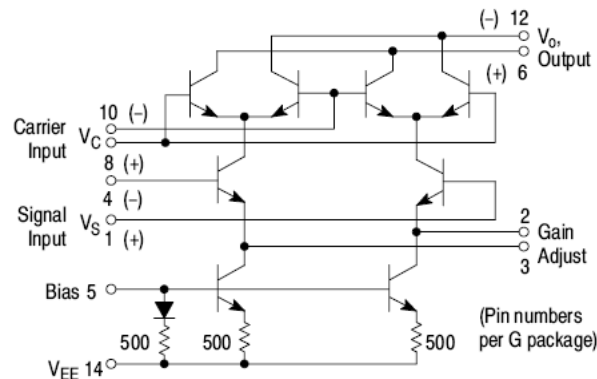 (–) 12
Vo,
Output
(+) 6
10 (–)
Carrier
Input
VC
8 (+)
4 (–)
Signal
Input
VS
1 (+)
2
Gain
Adjust
3
Bias 5
500
500
500
(Pin numbers
per G package)
VEE 14